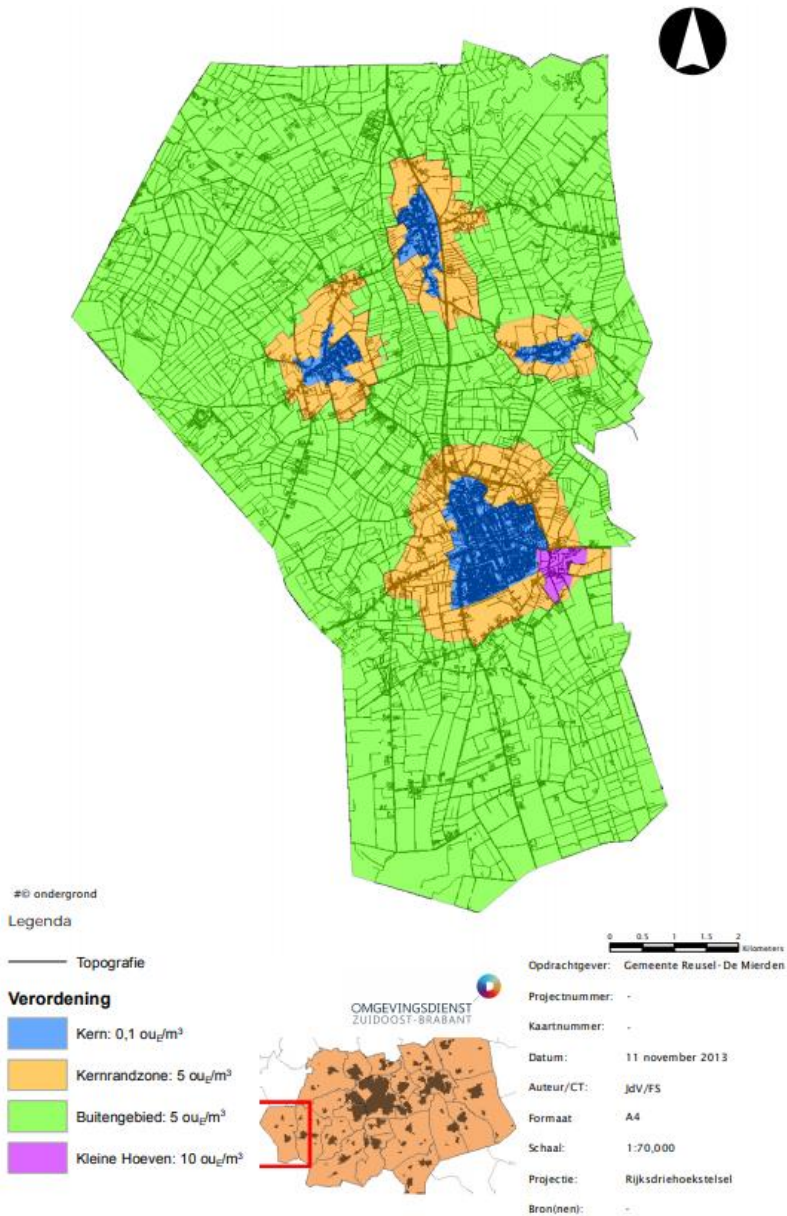 #© ondergrond
Legenda
Topografie
Verordening
Kern: 0,1 ouE/m³
Kernrandzone: 5 ouE/m³
Buitengebied: 5 ouE/m³
Kleine Hoeven: 10 ouE/m³
OMGEVINGSDIENST
ZUIDOOST-BRABANT
0 0.5 1 1.5 2
Kilometers
Opdrachtgever: Gemeente Reusel-De Mierden
Projectnummer: -
Kaartnummer: -
Datum: 11 november 2013
Auteur/CT: JdV/FS
Formaat A4
Schaal: 1:70,000
Projectie: Rijksdriehoekstelsel
Bron(nen): -